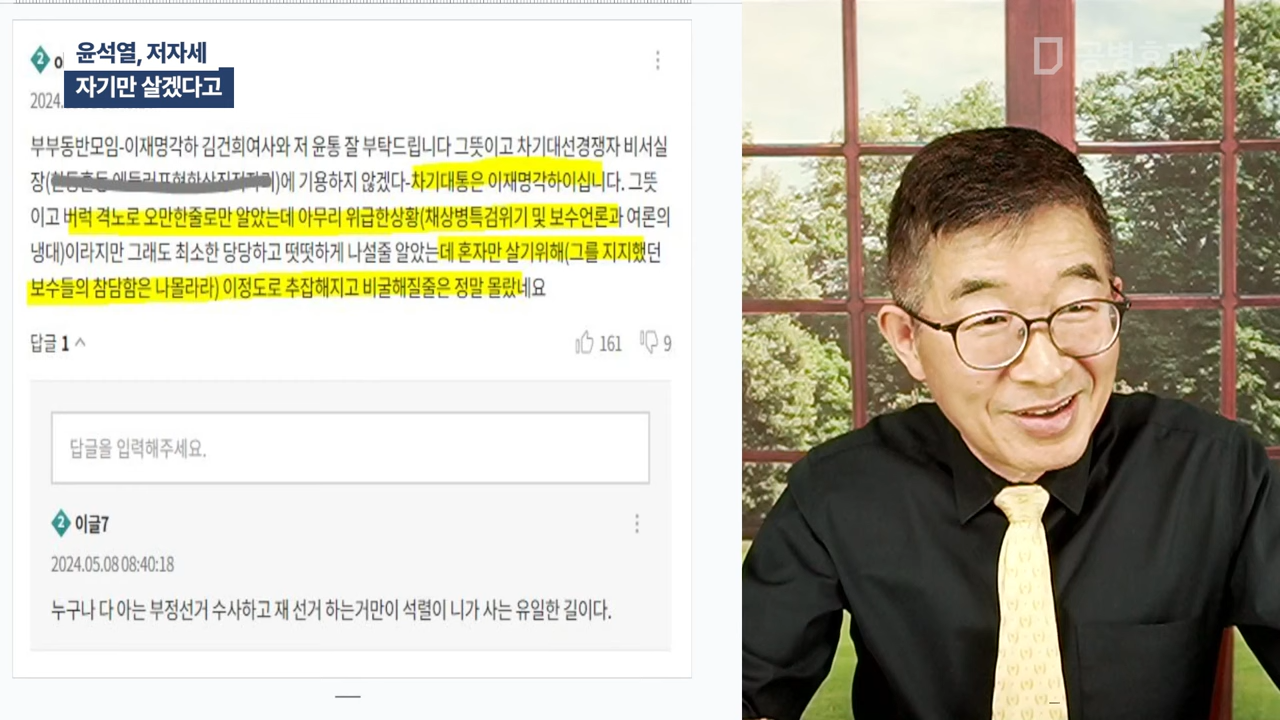 윤석열, 저자세
자기만 살겠다고
2024.
부부동반모임-이재명각하 김건희여사와 저 윤통 잘 부탁드립니다 그뜻이고 차기대선경쟁자 비서실
장( )에 기용하지 않겠다-차기대통은 이재명각하이십니다. 그뜻
이고 버럭 격노로 오만한줄로만 알았는데 아무리 위급한상황(채상병특검위기 및 보수언론과 여론의
냉대)이라지만 그래도 최소한 당당하고 떳떳하게 나설줄 알았는데 혼자만 살기위해(그를 지지했던
보수들의 참담함은 나몰라라) 이정도로 추잡해지고 비굴해질줄은 정말 몰랐네요
답글 1
161 9
답글을 입력해주세요.
2 이글7
2024.05.08 08:40:18
누구나 다 아는 부정선거 수사하고 재 선거 하는거만이 석렬이 니가 사는 유일한 길이다.
공병호TV